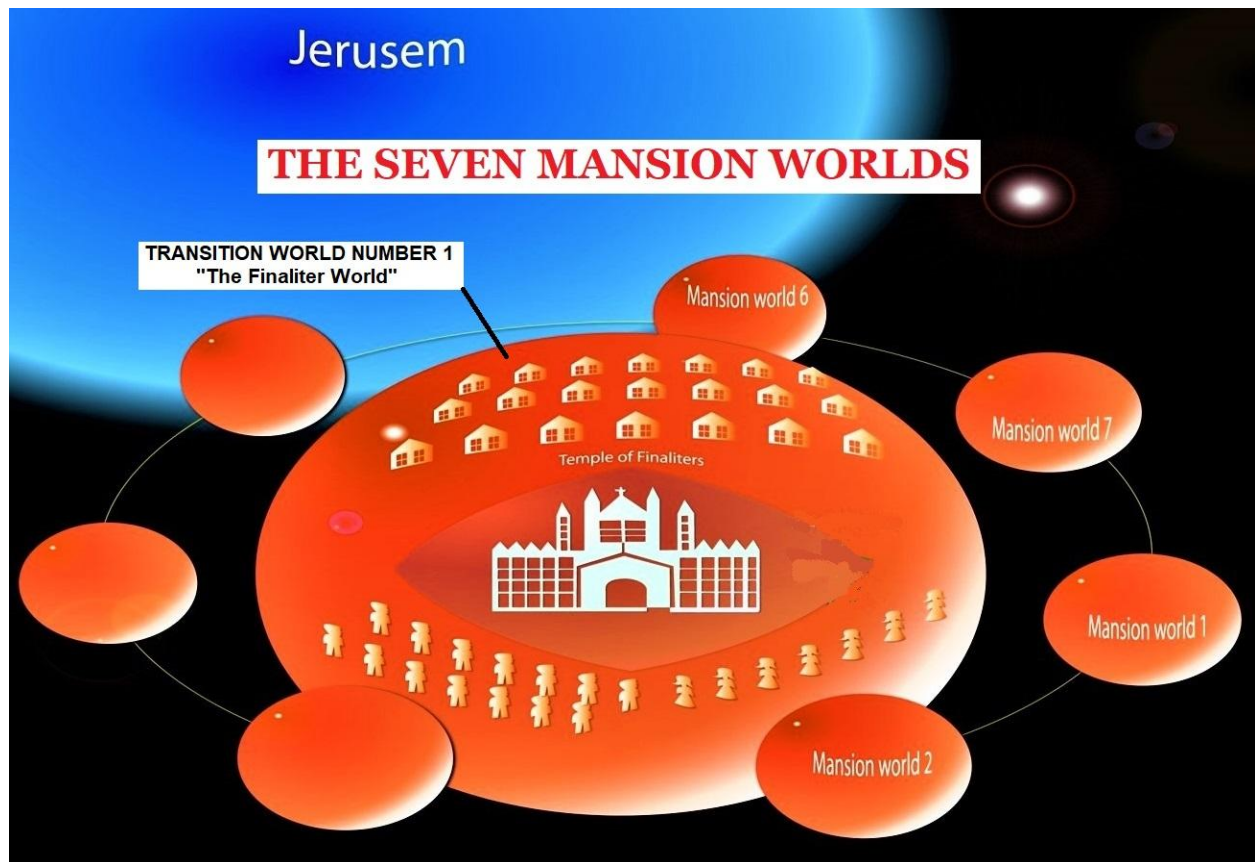 Jerusem
THE SEVEN MANSION WORLDS
TRANSITION WORLD NUMBER 1
"The Finaliter World"
Mansion world 6
Mansion world 7
Temple of Finaliters
Mansion world 1
Mansion world 2